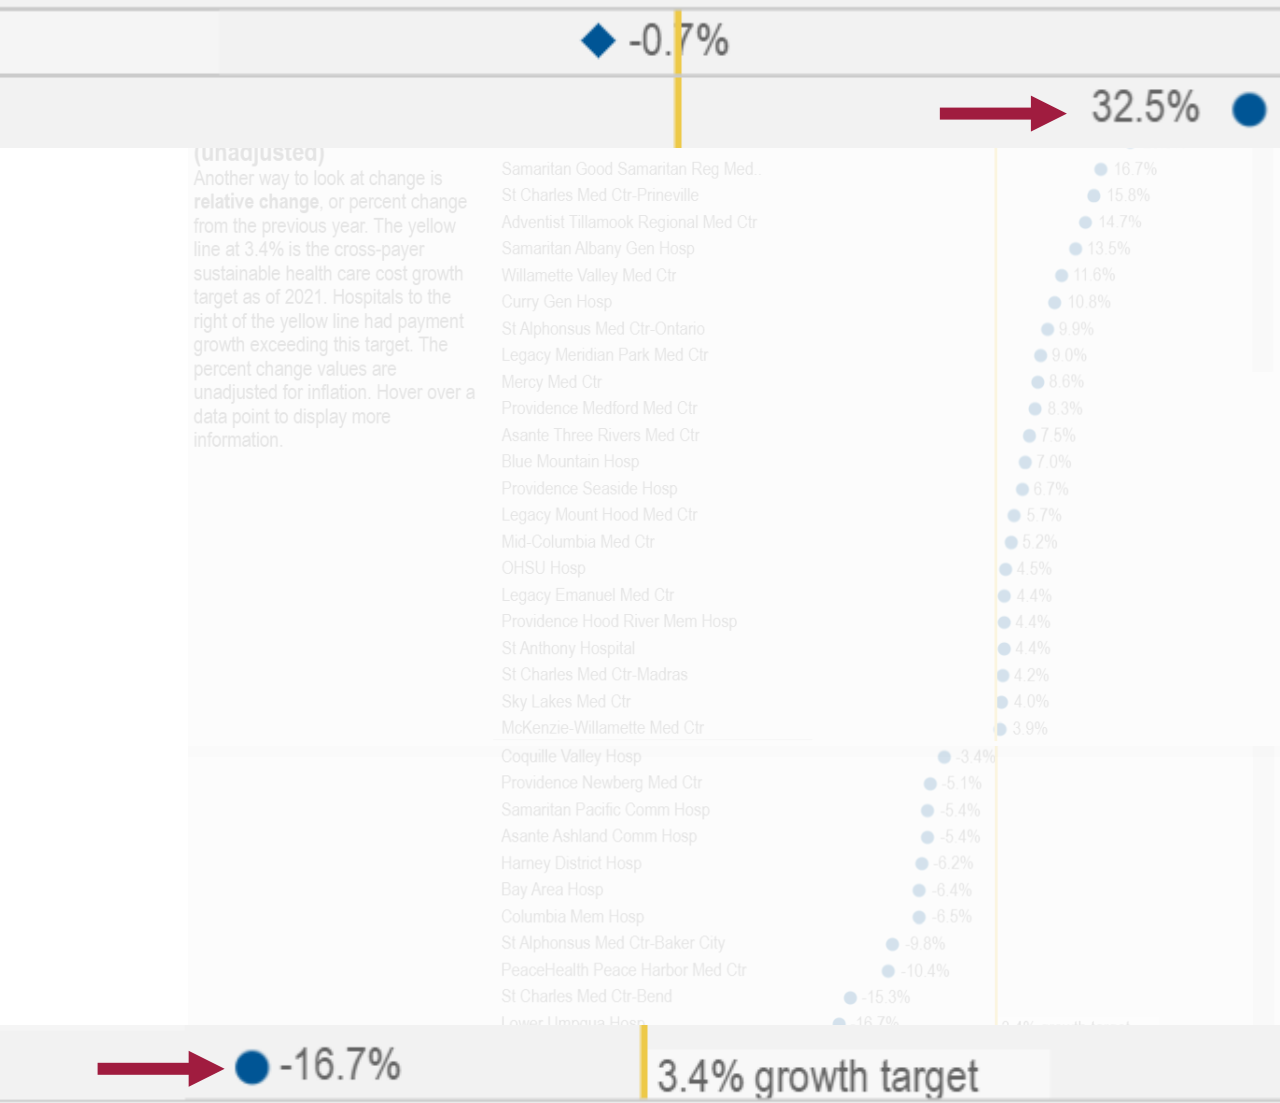 -0.7%
32.5%
(unadjusted)
Another way to look at change is
relative change, or percent change
from the previous year. The yellow
line at 3.4% is the cross-payer
sustainable health care cost growth
target as of 2021. Hospitals to the
right of the yellow line had payment
growth exceeding this target. The
percent change values are
unadjusted for inflation. Hover over a
data point to display more
information.
Samaritan Good Samaritan Reg Med.. 16.7%
St Charles Med Ctr-Prineville 15.8%
Adventist Tillamook Regional Med Ctr 14.7%
Samaritan Albany Gen Hosp 13.5%
Willamette Valley Med Ctr 11.6%
Curry Gen Hosp 10.8%
St Alphonsus Med Ctr-Ontario 9.9%
Legacy Meridian Park Med Ctr 9.0%
Mercy Med Ctr 8.6%
Providence Medford Med Ctr 8.3%
Asante Three Rivers Med Ctr 7.5%
Blue Mountain Hosp 7.0%
Providence Seaside Hosp 6.7%
Legacy Mount Hood Med Ctr 5.7%
Mid-Columbia Med Ctr 5.2%
OHSU Hosp 4.5%
Legacy Emanuel Med Ctr 4.4%
Providence Hood River Mem Hosp 4.4%
St Anthony Hospital 4.4%
St Charles Med Ctr-Madras 4.2%
Sky Lakes Med Ctr 4.0%
McKenzie-Willamette Med Ctr 3.9%
Coquille Valley Hosp -3.4%
Providence Newberg Med Ctr -5.1%
Samaritan Pacific Comm Hosp -5.4%
Asante Ashland Comm Hosp -5.4%
Harney District Hosp -6.2%
Bay Area Hosp -6.4%
Columbia Mem Hosp -6.5%
St Alphonsus Med Ctr-Baker City -9.8%
PeaceHealth Peace Harbor Med Ctr -10.4%
St Charles Med Ctr-Bend -15.3%
Lower Umpqua Hosp -16.7%
3.4% growth target
-16.7%
3.4% growth target